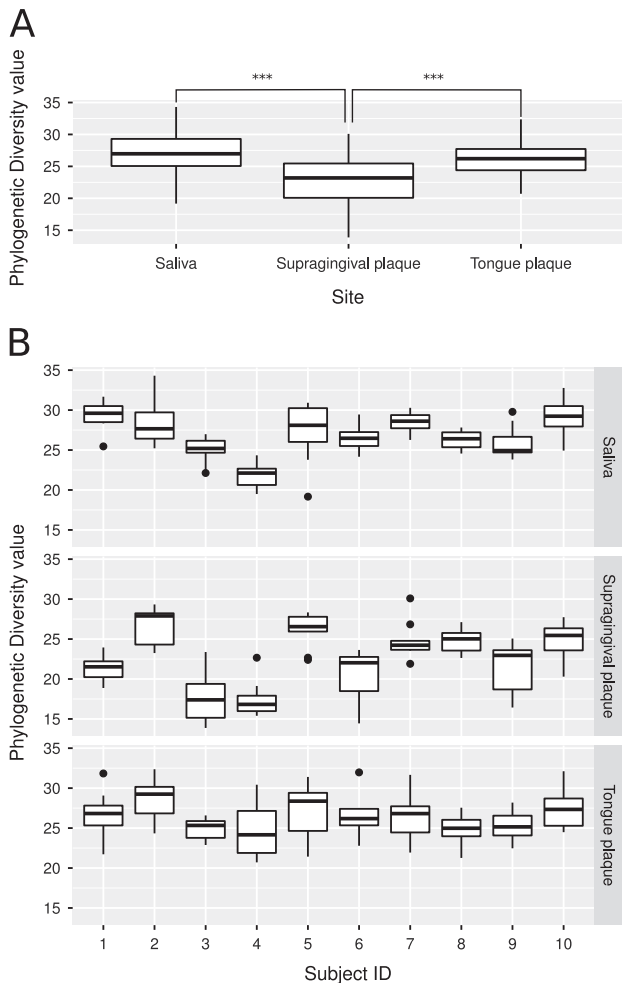 A
Phylogenetic Diversity value
***
***
35
30
25
20
15
Saliva
Supragingival plaque
Tongue plaque
Site
B
Phylogenetic Diversity value
35
30
25
20
15
Saliva
35
30
25
20
15
Supragingival plaque
35
30
25
20
15
Tongue plaque
1 2 3 4 5 6 7 8 9 10
Subject ID